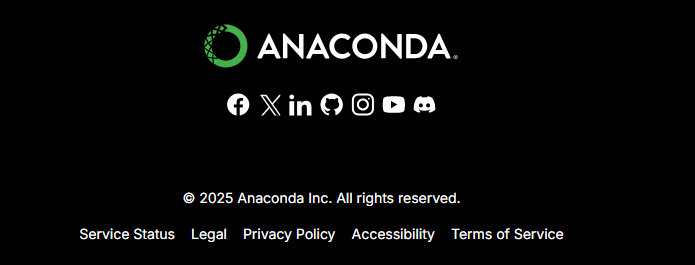 ANACONDA®
© 2025 Anaconda Inc. All rights reserved.
Service Status Legal Privacy Policy Accessibility Terms of Service